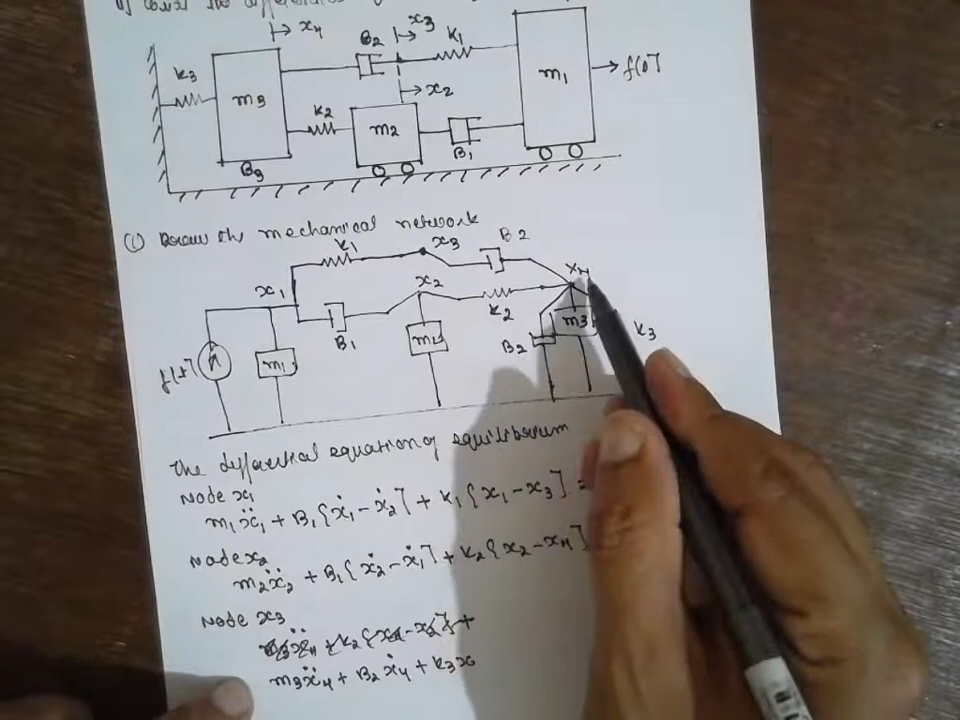 x₄
x₃
B₂
K₁
K₃
m₃
m₁
f(t)
K₂
x₂
m₂
B₁
B₃
(i) Draw the mechanical network
K₁
x₃
B₂
x₁
x₂
x₄
B₁
K₂
m₃
K₃
f(t)
m₁
m₂
B₂
The differential equation of equilibrium
Node x₁
m₁ẍ₁ + B₁{ẋ₁ - ẋ₂} + K₁{x₁ - x₃} =
Node x₂
m₂ẍ₂ + B₁{ẋ₂ - ẋ₁} + K₂{x₂ - x₄}
Node x₃
m₃ẍ₄ + B₂ẋ₄ + K₃x